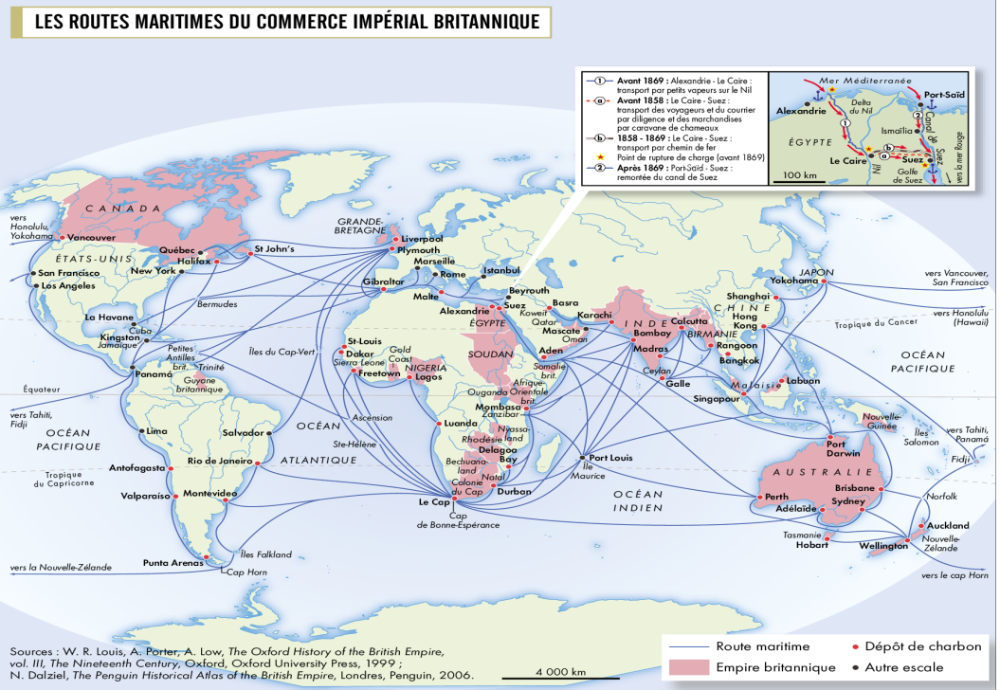 LES ROUTES MARITIMES DU COMMERCE IMPÉRIAL BRITANNIQUE
1 Avant 1869 : Alexandrie - Le Caire :
transport par petits vapeurs sur le Nil
a Avant 1858 : Le Caire - Suez :
transport des voyageurs et du courrier
par diligence et des marchandises
par caravane de chameaux
b 1858 - 1869 : Le Caire - Suez :
transport par chemin de fer
Point de rupture de charge (avant 1869)
2 Après 1869 : Port-Saïd - Suez :
remontée du canal de Suez
Mer Méditerranée
Port-Saïd
Alexandrie
Delta
du Nil
2
1
Ismaïlia
Canal de Suez
ÉGYPTE
b
a
Le Caire
Suez
Nil
Golfe
de Suez
vers la mer Rouge
100 km
CANADA
vers
Honolulu,
Yokohama
Vancouver
GRANDE-
BRETAGNE
Liverpool
Plymouth
Québec
Halifax
St John's
ÉTATS-UNIS
New York
San Francisco
Los Angeles
Marseille
Rome
Istanbul
Gibraltar
Malte
Beyrouth
Alexandrie
Suez
Basra
Koweit
Qatar
ÉGYPTE
Karachi
INDE
Calcutta
Bombay
BIRMANIE
Mascate
Oman
JAPON
Yokohama
Shanghai
CHINE
Hong
Kong
vers Vancouver,
San Francisco
vers Honolulu
(Hawaii)
Tropique du Cancer
Bermudes
La Havane
Cuba
Kingston
Jamaïque
Petites
Antilles
brit.
Trinité
Panamá
Guyane
britannique
Îles du Cap-Vert
St-Louis
Dakar
Sierra Leone
Gold
Coast
Freetown
NIGERIA
Lagos
SOUDAN
Aden
Somalie
brit.
Madras
Rangoon
Bangkok
Ceylan
Galle
Malaisie
Labuan
Singapour
OCÉAN
PACIFIQUE
Équateur
vers Tahiti,
Fidji
OCÉAN
PACIFIQUE
Lima
Salvador
OCÉAN
ATLANTIQUE
Ascension
Ste-Hélène
Ouganda
Afrique
Orientale
brit.
Mombasa
Zanzibar
Luanda
Nyassa-
land
Rhodésie
Delagoa
Bay
Bechuana-
land
Natal
Colonie
du Cap
Durban
Port Louis
Île
Maurice
Nouvelle-
Guinée
Îles
Salomon
vers Tahiti,
Panamá
Fidji
Port
Darwin
Tropique
du Capricorne
Antofagasta
Rio de Janeiro
Valparaíso
Montevideo
Le Cap
Cap
de Bonne-Espérance
OCÉAN
INDIEN
AUSTRALIE
Brisbane
Perth
Sydney
Adélaïde
Norfolk
Tasmanie
Hobart
Auckland
Nouvelle-
Zélande
Wellington
Punta Arenas
Îles Falkland
Cap Horn
vers la Nouvelle-Zélande
vers le cap Horn
Sources : W. R. Louis, A. Porter, A. Low, The Oxford History of the British Empire,
vol. III, The Nineteenth Century, Oxford, Oxford University Press, 1999 ;
N. Dalziel, The Penguin Historical Atlas of the British Empire, Londres, Penguin, 2006.
4 000 km
Route maritime
Dépôt de charbon
Empire britannique
Autre escale